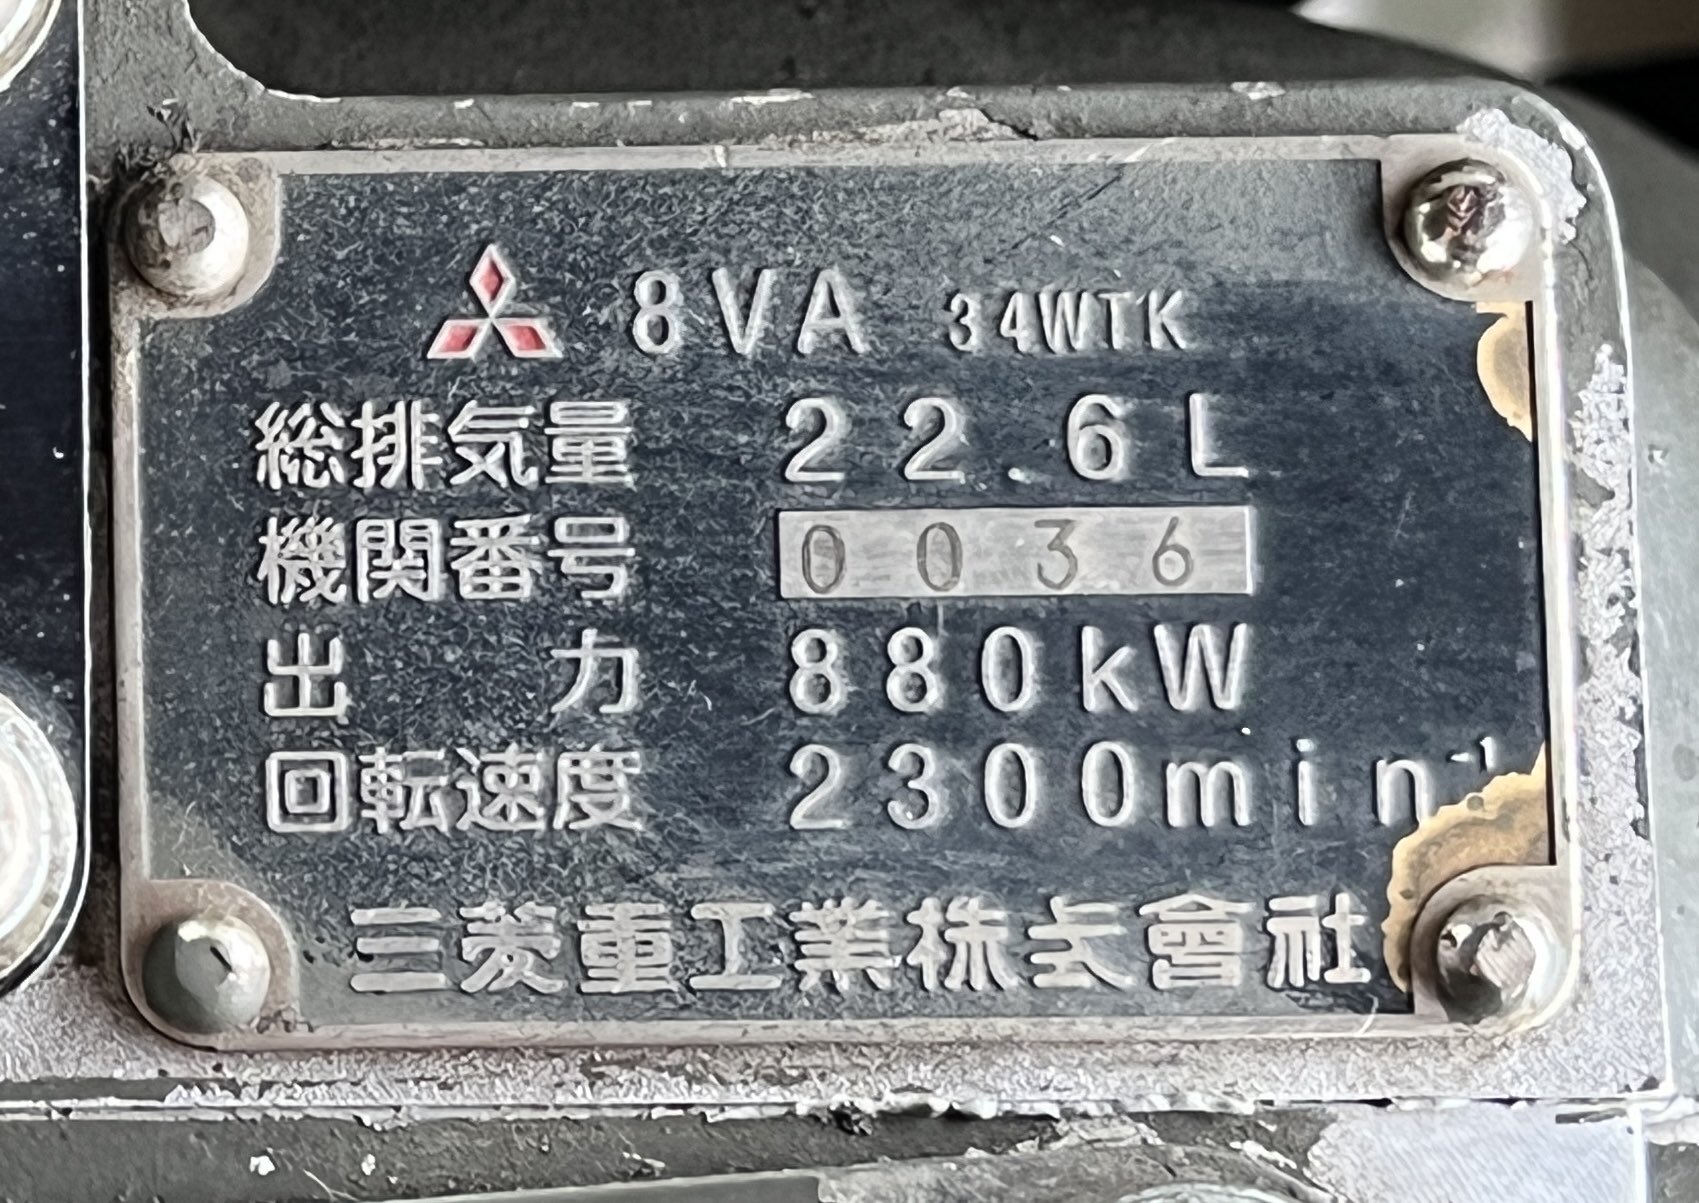 8VA 34WTK
総排気量 22.6L
機関番号 0036
出力 880kW
回転速度 2300min⁻¹
三菱重工業株式會社